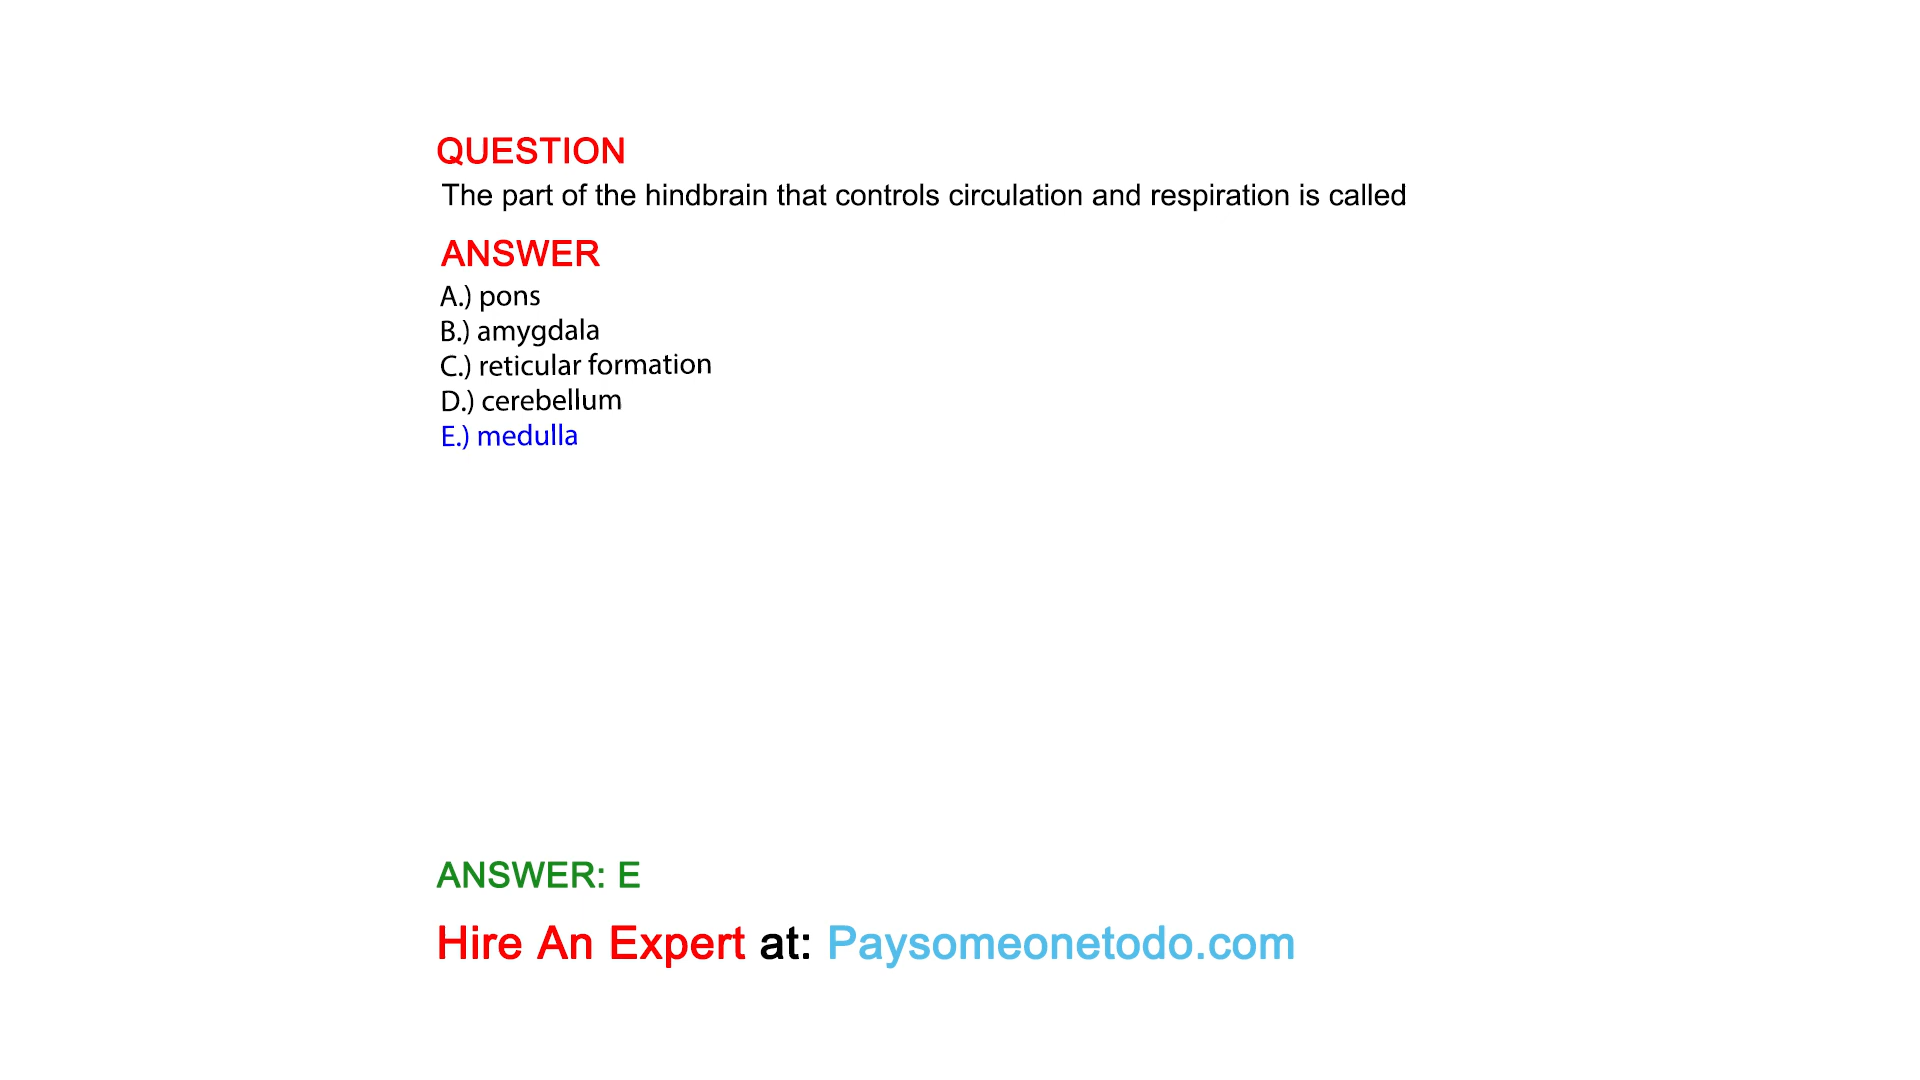 QUESTION
The part of the hindbrain that controls circulation and respiration is called
ANSWER
A.) pons
B.) amygdala
C.) reticular formation
D.) cerebellum
E.) medulla
ANSWER: E
Hire An Expert at: Paysomeonetodo.com